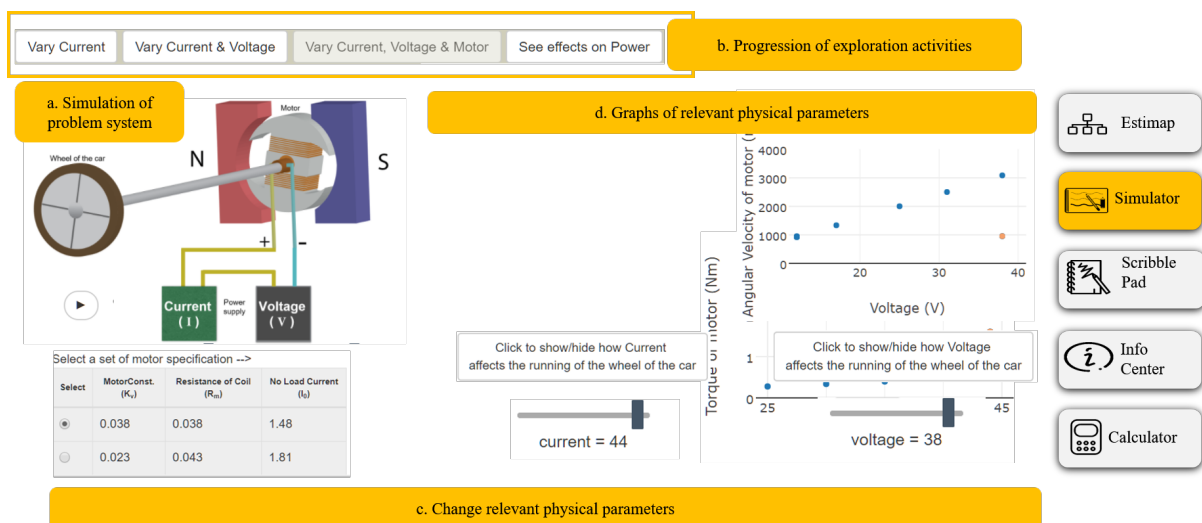 Vary Current
Vary Current & Voltage
Vary Current, Voltage & Motor
See effects on Power
b. Progression of exploration activities
a. Simulation of
problem system
Motor
Wheel of the car
N
S
+
-
Current
( I )
Power
supply
Voltage
( V )
Select a set of motor specification -->
Select
MotorConst.
(Kᵥ)
Resistance of Coil
(Rₘ)
No Load Current
(I₀)
0.038
0.038
1.48
0.023
0.043
1.81
d. Graphs of relevant physical parameters
Angular Velocity of motor
4000
3000
2000
1000
0
20
30
40
Voltage (V)
Torque of motor (Nm)
1
0
25
45
Click to show/hide how Current
affects the running of the wheel of the car
Click to show/hide how Voltage
affects the running of the wheel of the car
current = 44
voltage = 38
c. Change relevant physical parameters
Estimap
Simulator
Scribble
Pad
Info
Center
Calculator